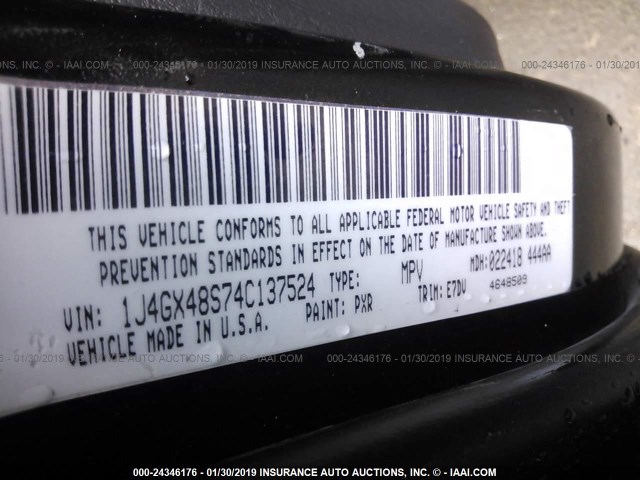 000-24346176 - 01/30/2019 INSURANCE AUTO AUCTIONS, INC. - © IAAI.COM
THIS VEHICLE CONFORMS TO ALL APPLICABLE FEDERAL MOTOR VEHICLE SAFETY AND THEFT
PREVENTION STANDARDS IN EFFECT ON THE DATE OF MANUFACTURE SHOWN ABOVE.
VIN: 1J4GX48S74C137524 TYPE: MPV MDH:022418 444AA
VEHICLE MADE IN U.S.A. PAINT: PXR TRIM: E7DV 4648509
000-24346176 - 01/30/2019 INSURANCE AUTO AUCTIONS, INC. - © IAAI.COM
000-24346176 - 01/30/2019 INSURANCE AUTO AUCTIONS, INC. - © IAAI.COM